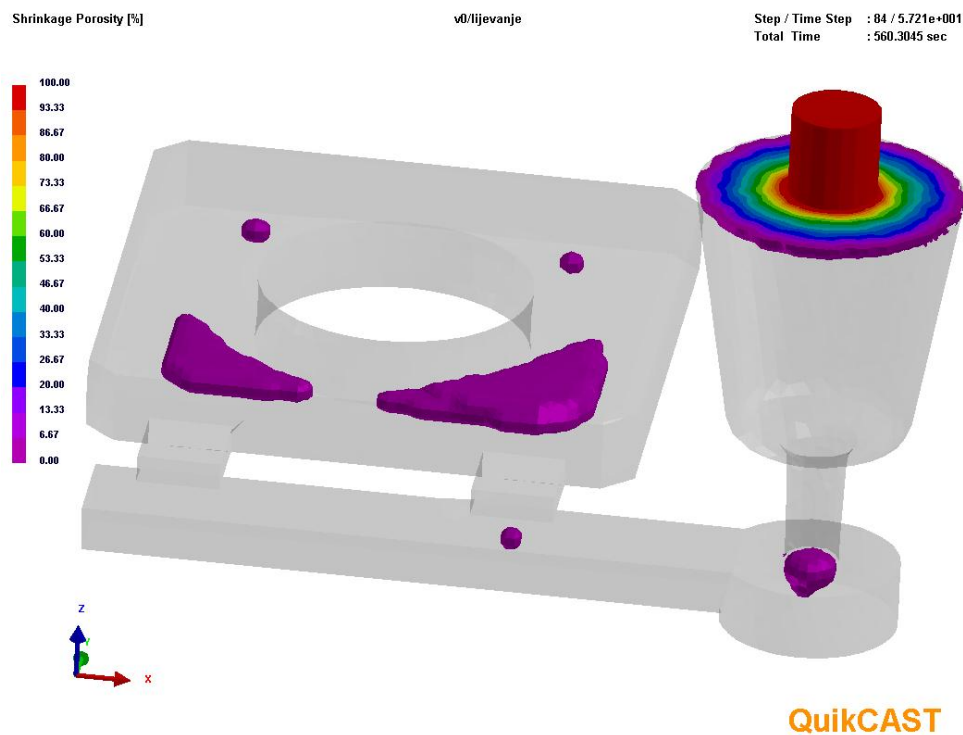 Shrinkage Porosity [%]
v0/lijevanje
Step / Time Step : 84 / 5.721e+001
Total Time : 560.3045 sec
100.00
93.33
86.67
80.00
73.33
66.67
60.00
53.33
46.67
40.00
33.33
26.67
20.00
13.33
6.67
0.00
Z
Y
X
QuikCAST